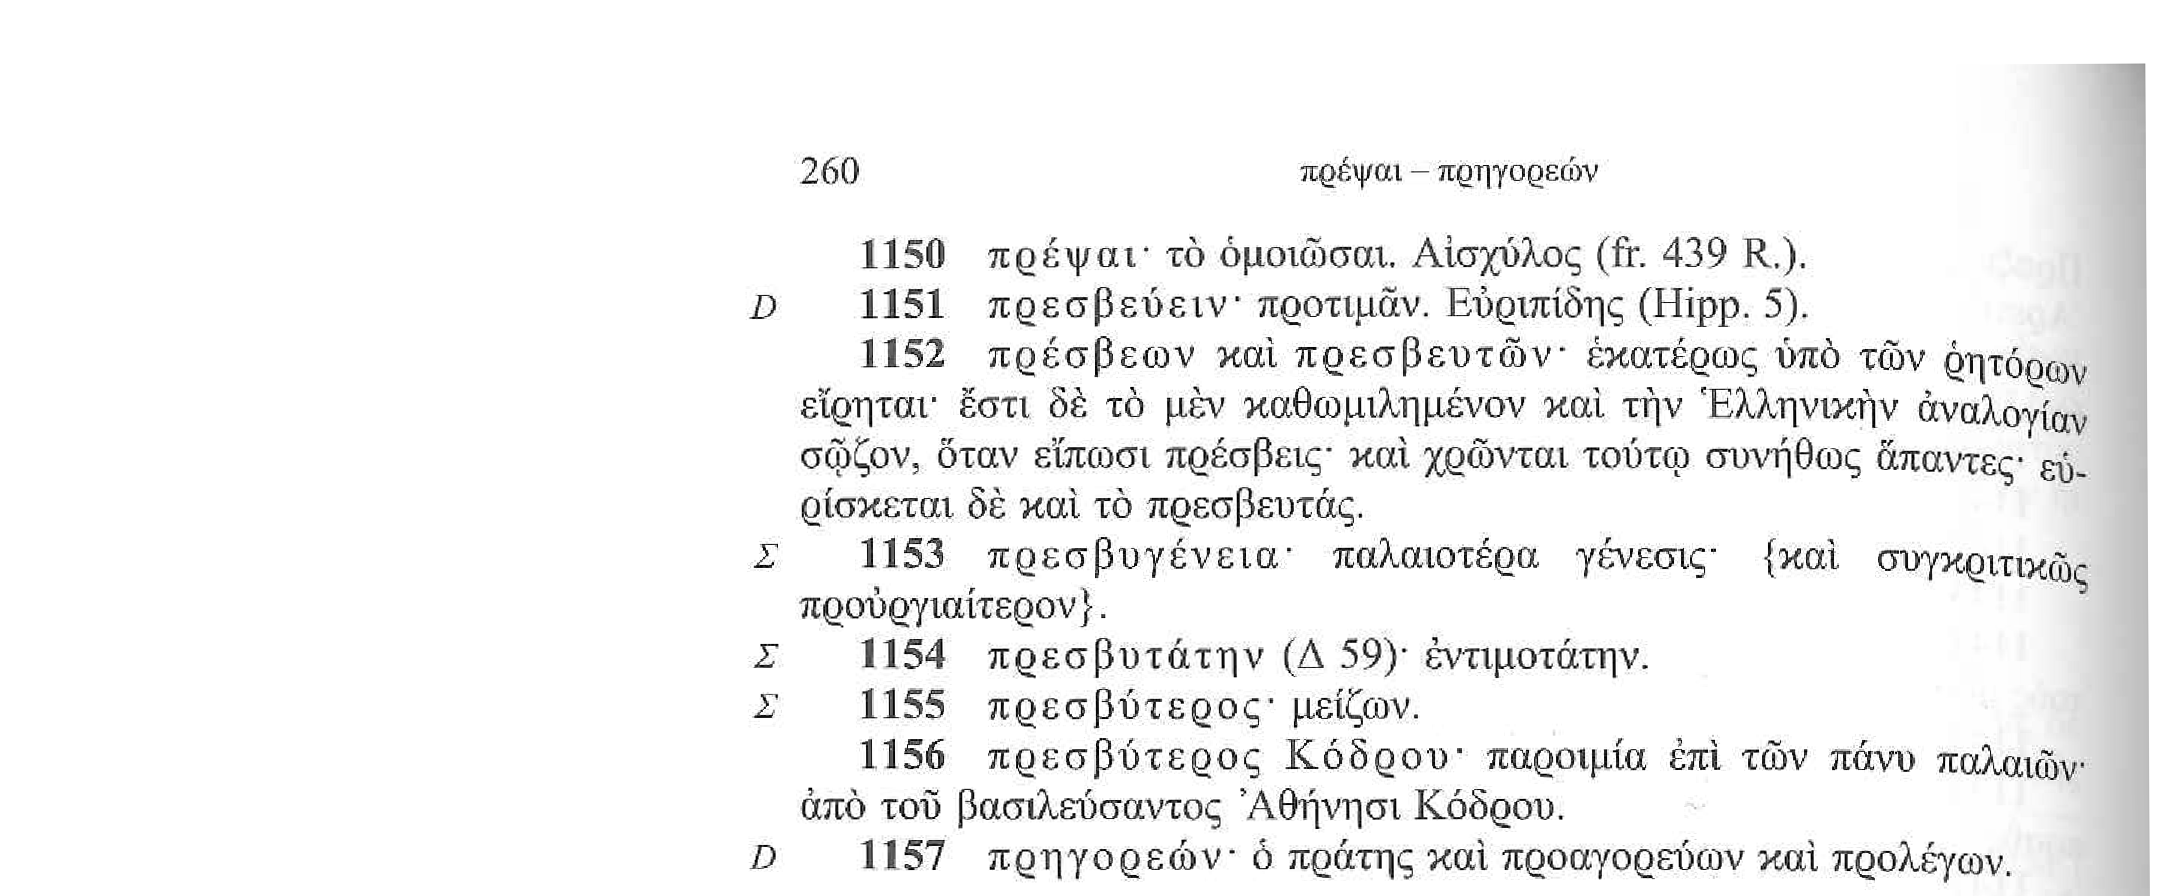 260 πρέψαι – πρηγορεών
1150 πρέψαι· τὸ ὁμοιῶσαι. Αἰσχύλος (fr. 439 R.).
D 1151 πρεσβεύειν· προτιμᾶν. Εὐριπίδης (Hipp. 5).
1152 πρέσβεων καὶ πρεσβευτῶν· ἑκατέρως ὑπὸ τῶν ῥητόρων
εἴρηται· ἔστι δὲ τὸ μὲν καθωμιλημένον καὶ τὴν Ἑλληνικὴν ἀναλογίαν
σῷζον, ὅταν εἴπωσι πρέσβεις· καὶ χρῶνται τούτῳ συνήθως ἅπαντες· εὑ-
ρίσκεται δὲ καὶ τὸ πρεσβευτάς.
Σ 1153 πρεσβυγένεια· παλαιοτέρα γένεσις· {καὶ συγκριτικῶς
προὐργιαίτερον}.
Σ 1154 πρεσβυτάτην (Δ 59)· ἐντιμοτάτην.
Σ 1155 πρεσβύτερος· μείζων.
1156 πρεσβύτερος Κόδρου· παροιμία ἐπὶ τῶν πάνυ παλαιῶν·
ἀπὸ τοῦ βασιλεύσαντος Ἀθήνησι Κόδρου.
D 1157 πρηγορεών· ὁ πράτης καὶ προαγορεύων καὶ προλέγων.